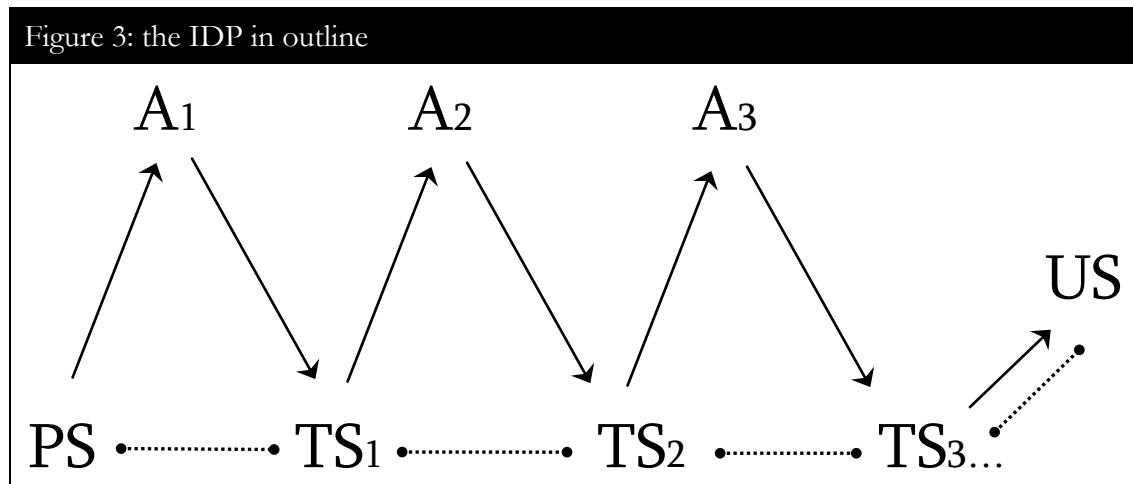 Figure 3: the IDP in outline
A1 A2 A3
US
PS TS1 TS2 TS3...